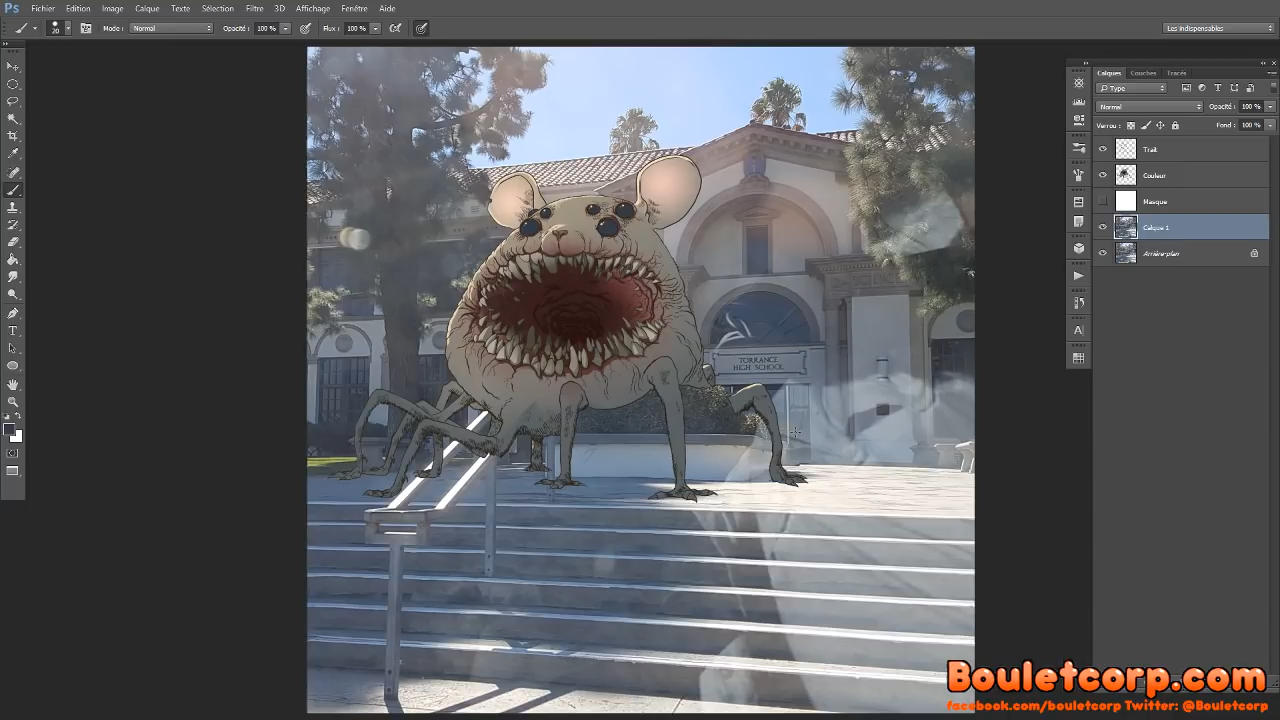 Ps Fichier Edition Image Calque Texte Sélection Filtre 3D Affichage Fenêtre Aide
20 Mode : Normal Opacité : 100 % Flux : 100 % Les indispensables
Calques Couches Tracés
Type
Normal Opacité : 100 %
Verrou : Fond : 100 %
Trait
Couleur
Masque
Calque 1
Arrière-plan
TORRANCE
HIGH SCHOOL
Bouletcorp.com
facebook.com/bouletcorp Twitter: @Bouletcorp